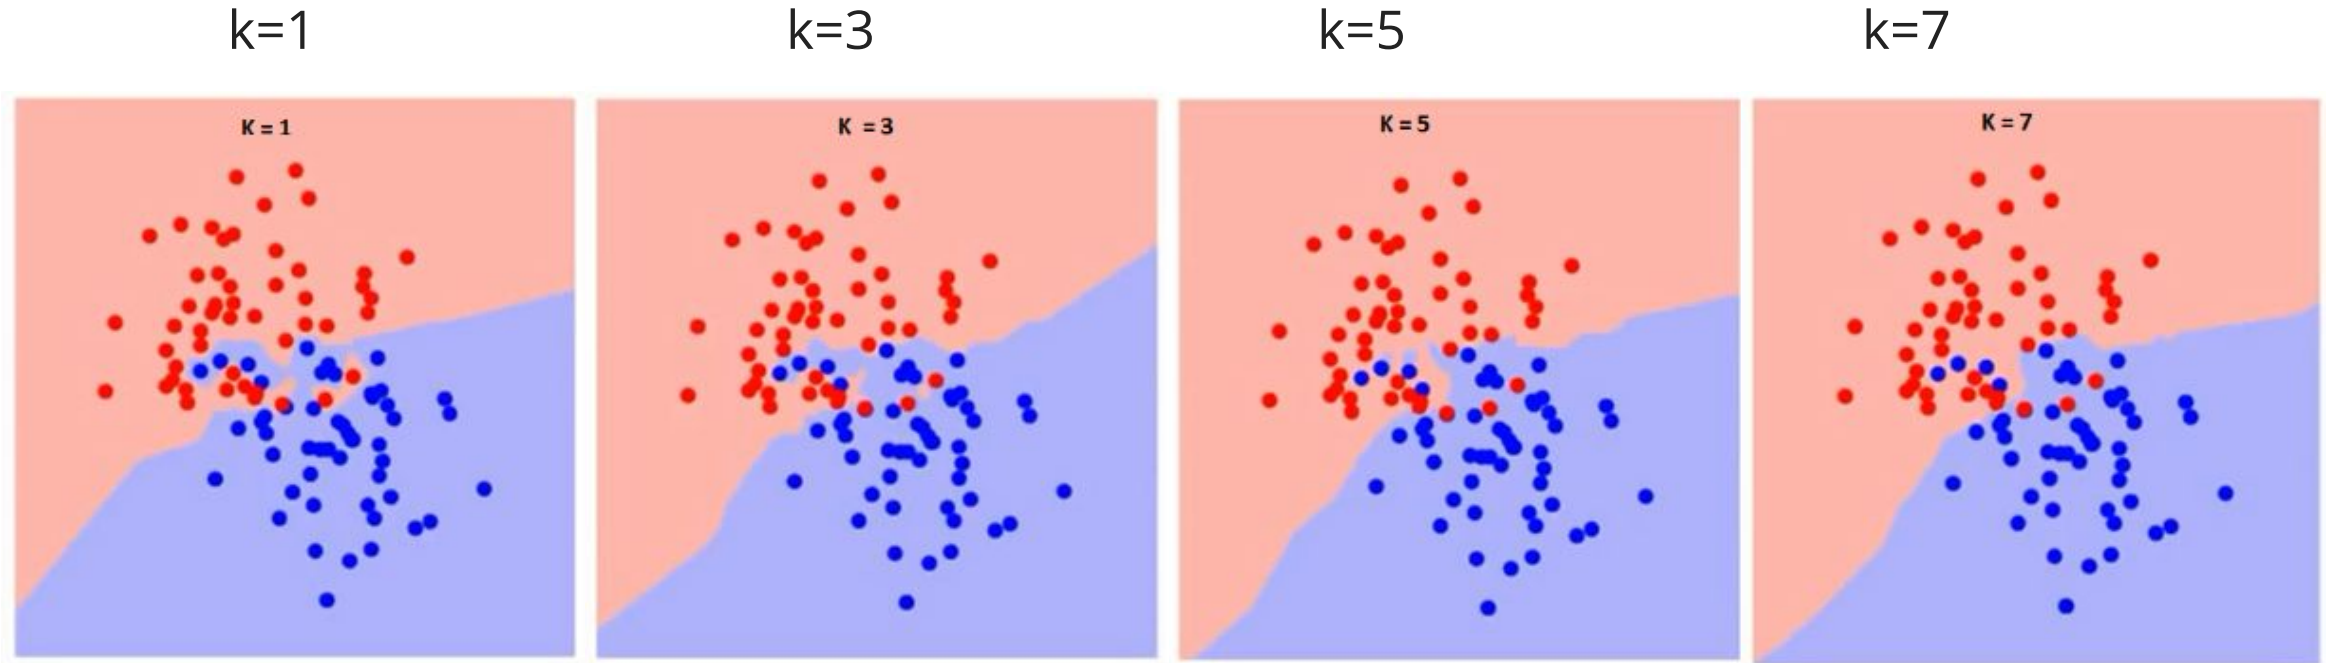 k=1
k=3
k=5
k=7
K = 1
K = 3
K = 5
K = 7